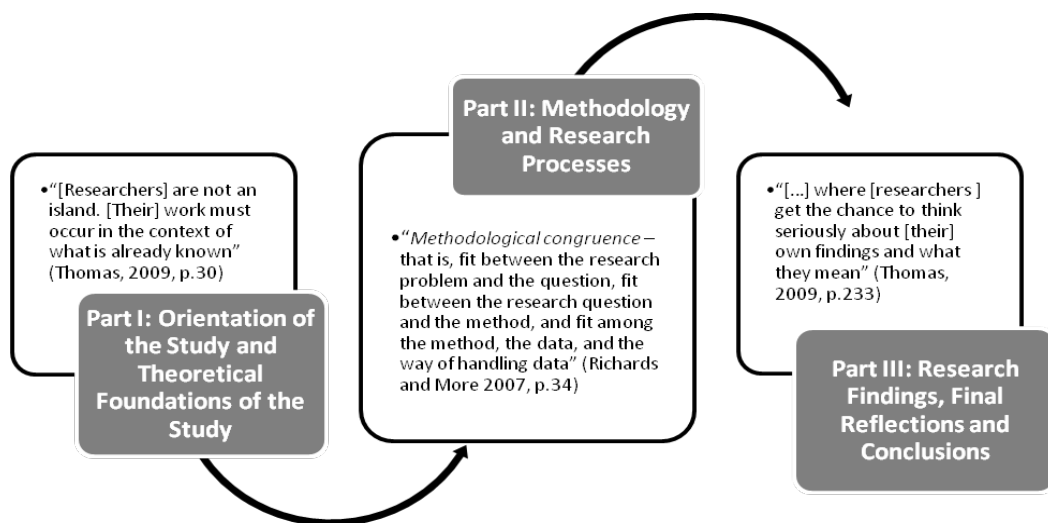 •“[Researchers] are not an
island. [Their] work must
occur in the context of
what is already known”
(Thomas, 2009, p.30)
Part I: Orientation of
the Study and
Theoretical
Foundations of the
Study
Part II: Methodology
and Research
Processes
•“Methodological congruence –
that is, fit between the research
problem and the question, fit
between the research question
and the method, and fit among
the method, the data, and the
way of handling data” (Richards
and More 2007, p.34)
•“[...] where [researchers ]
get the chance to think
seriously about [their]
own findings and what
they mean” (Thomas,
2009, p.233)
Part III: Research
Findings, Final
Reflections and
Conclusions